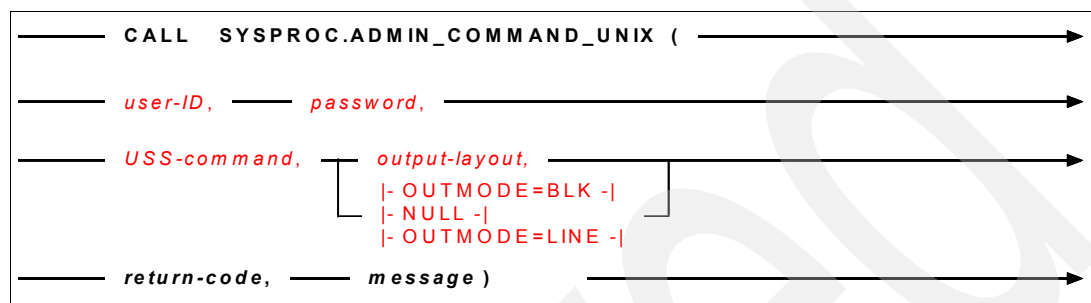 CALL SYSPROC.ADMIN_COMMAND_UNIX (
user-ID, password,
USS-command, output-layout,
|- OUTMODE=BLK -|
|- NULL -|
|- OUTMODE=LINE -|
return-code, message)